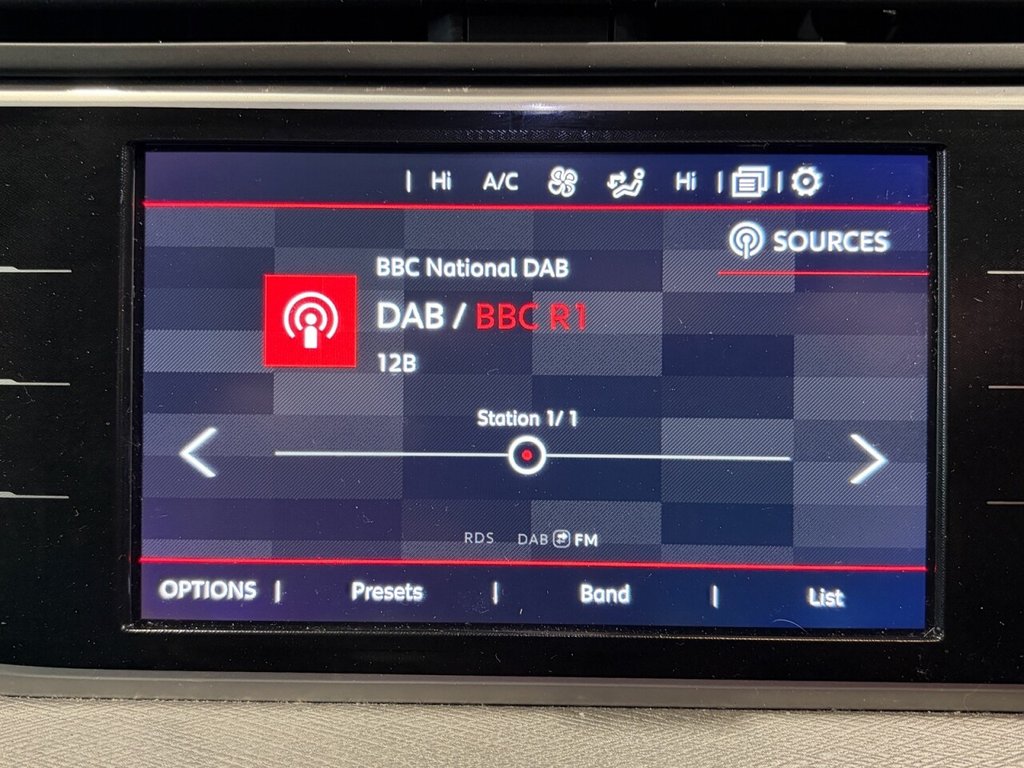 Hi A/C Hi
SOURCES
BBC National DAB
DAB / BBC R1
12B
Station 1/ 1
RDS DAB FM
OPTIONS Presets Band List